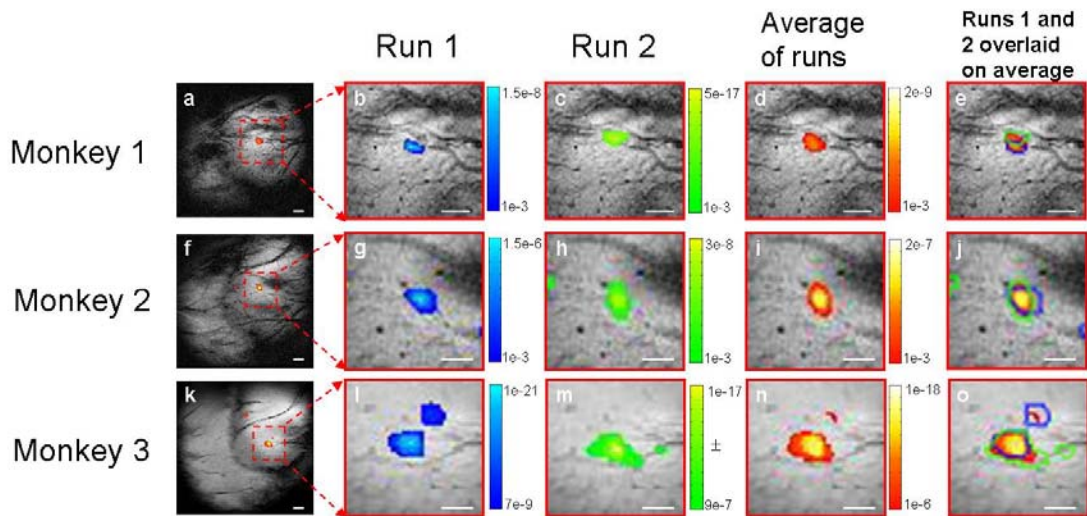 Run 1
Run 2
Average
of runs
Runs 1 and
2 overlaid
on average
Monkey 1
a
b
1.5e-8
1e-3
c
5e-17
1e-3
d
2e-9
1e-3
e
Monkey 2
f
g
1.5e-6
1e-3
h
3e-8
1e-3
i
2e-7
1e-3
j
Monkey 3
k
l
1e-21
7e-9
m
1e-17
±
9e-7
n
1e-18
1e-6
o